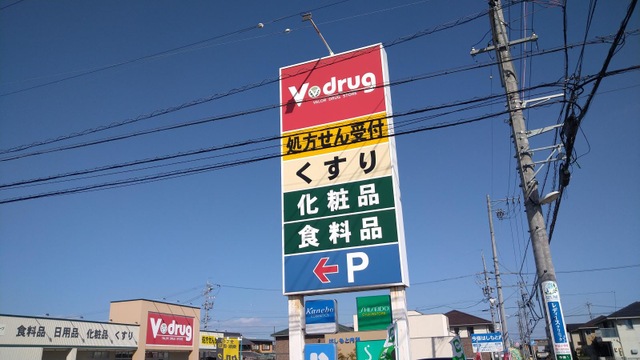 V・drug
VALUE DRUG STORE
処方せん受付
くすり
化粧品
食料品
←P
Kanebo
SHISEIDO
食料品 日用品 化粧品 くすり
V・drug